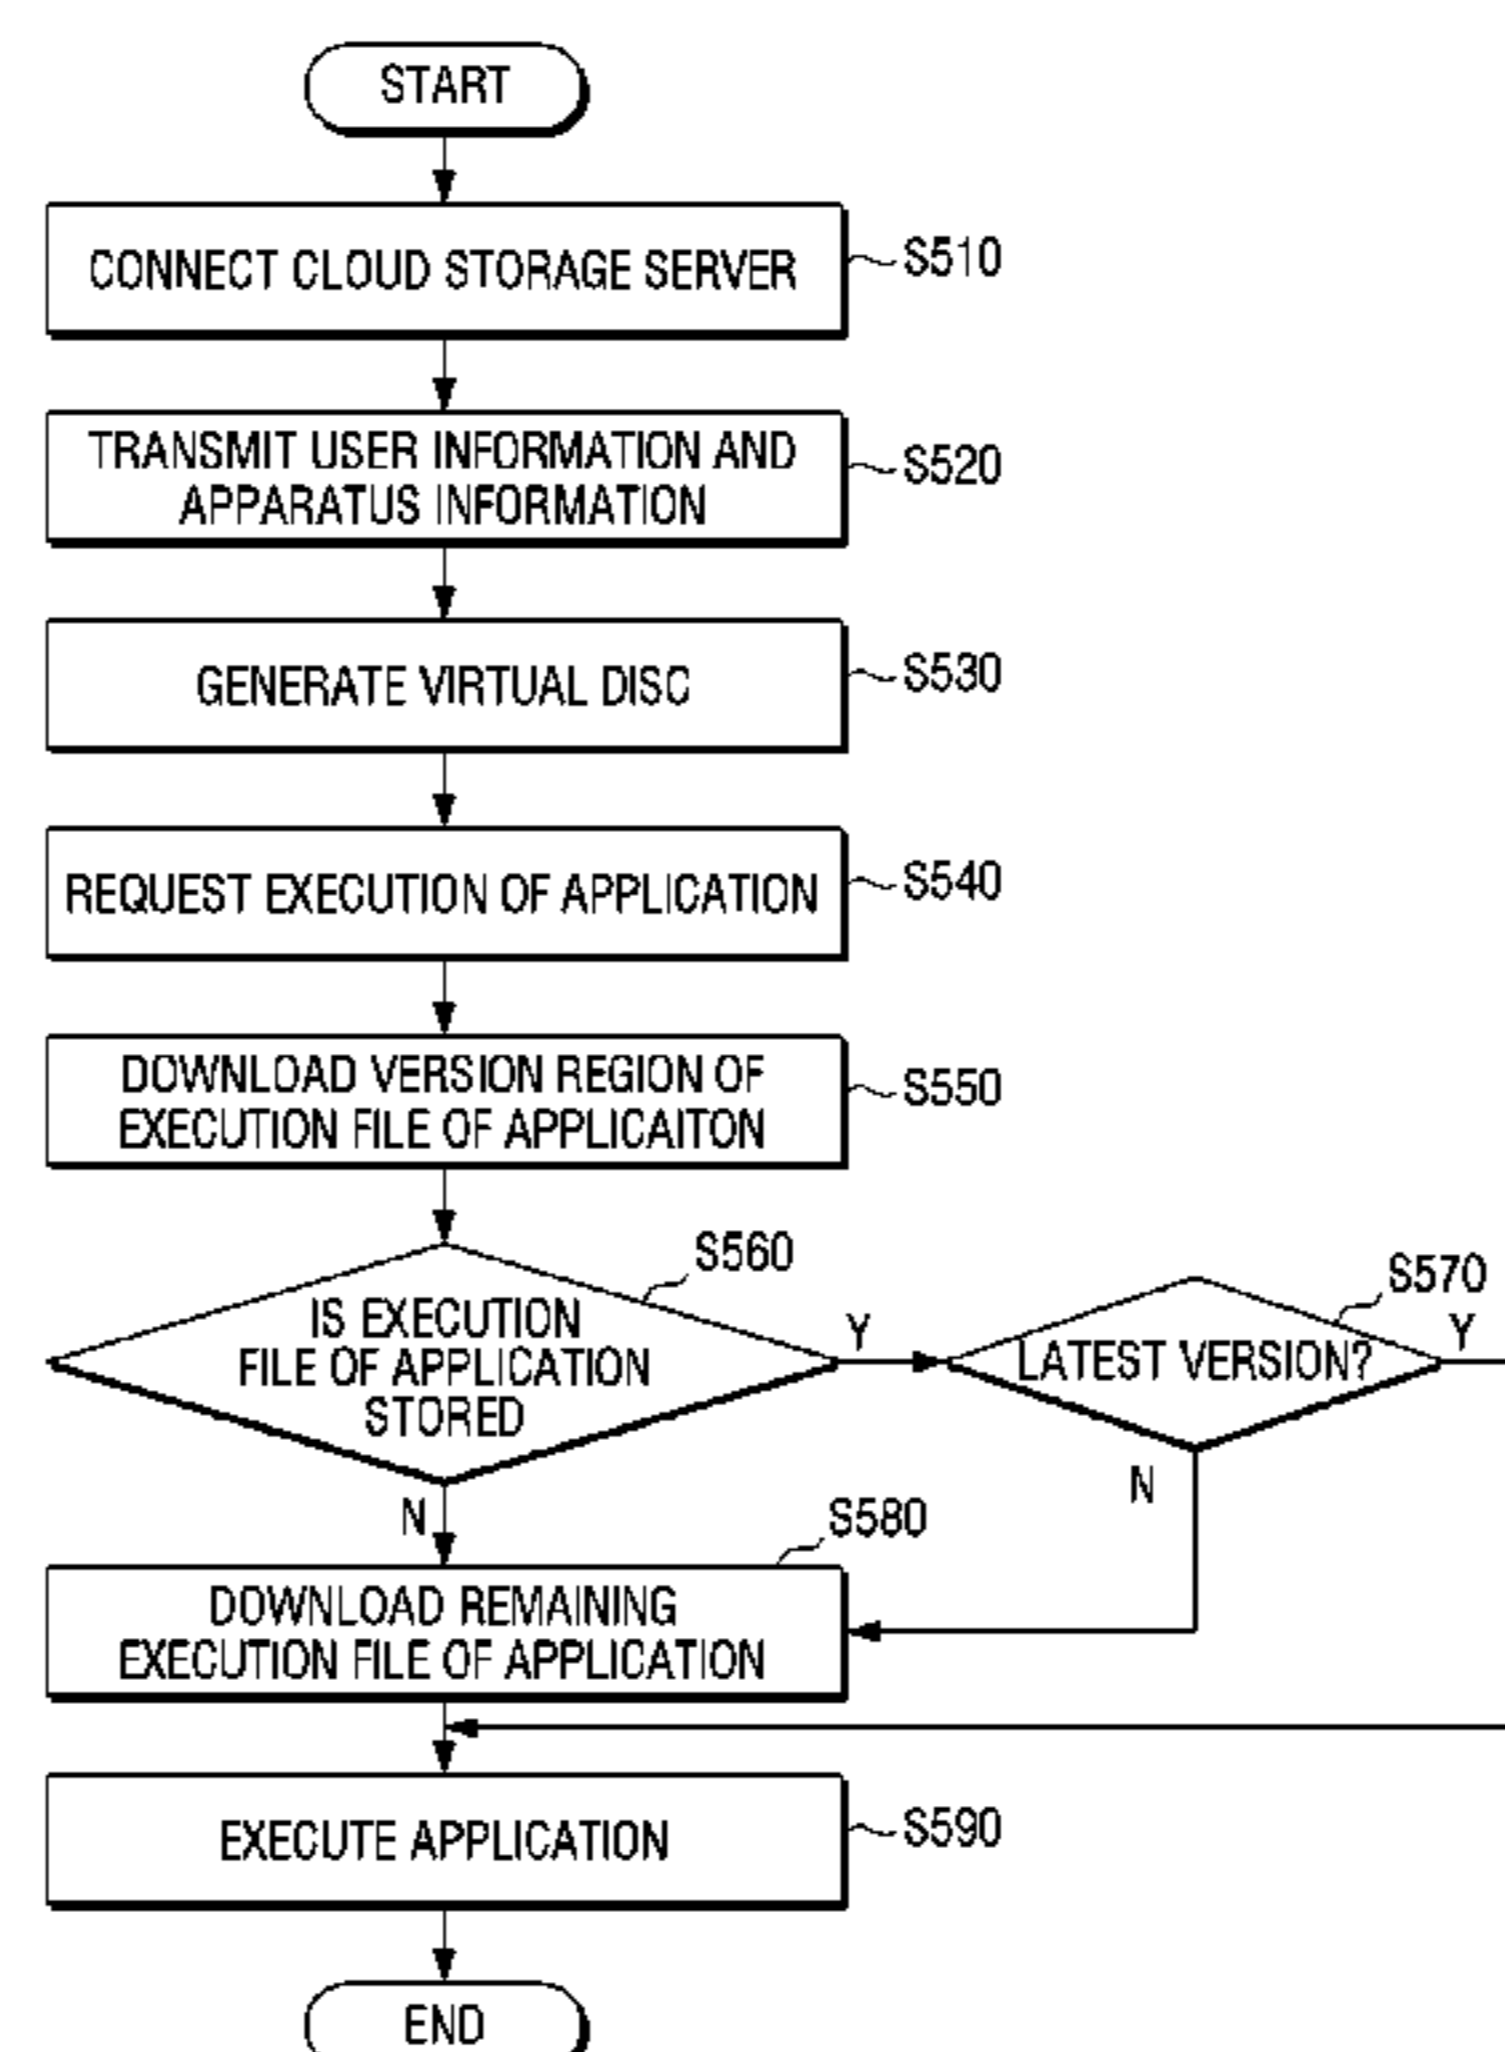 START
CONNECT CLOUD STORAGE SERVER
S510
TRANSMIT USER INFORMATION AND
APPARATUS INFORMATION
S520
GENERATE VIRTUAL DISC
S530
REQUEST EXECUTION OF APPLICATION
S540
DOWNLOAD VERSION REGION OF
EXECUTION FILE OF APPLICAITON
S550
S560
IS EXECUTION
FILE OF APPLICATION
STORED
Y
S570
LATEST VERSION?
Y
N
N
S580
DOWNLOAD REMAINING
EXECUTION FILE OF APPLICATION
EXECUTE APPLICATION
S590
END